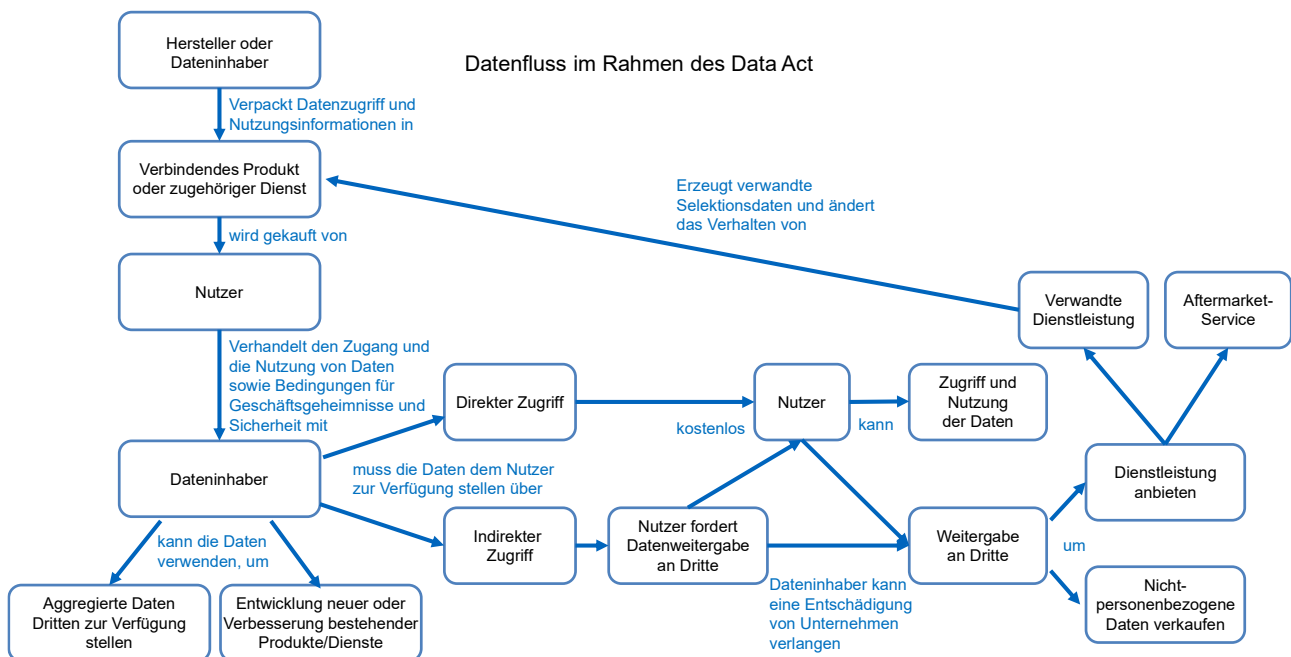 Hersteller oder
Dateninhaber
Datenfluss im Rahmen des Data Act
Verpackt Datenzugriff und
Nutzungsinformationen in
Verbindendes Produkt
oder zugehöriger Dienst
Erzeugt verwandte
Selektionsdaten und ändert
das Verhalten von
wird gekauft von
Nutzer
Verwandte
Dienstleistung
Aftermarket-
Service
Verhandelt den Zugang und
die Nutzung von Daten
sowie Bedingungen für
Geschäftsgeheimnisse und
Sicherheit mit
Direkter Zugriff
kostenlos
Nutzer
kann
Zugriff und
Nutzung
der Daten
Dateninhaber
muss die Daten dem Nutzer
zur Verfügung stellen über
Dienstleistung
anbieten
Indirekter
Zugriff
Nutzer fordert
Datenweitergabe
an Dritte
Weitergabe
an Dritte
um
kann die Daten
verwenden, um
Dateninhaber kann
eine Entschädigung
von Unternehmen
verlangen
Nicht-
personenbezogene
Daten verkaufen
Aggregierte Daten
Dritten zur Verfügung
stellen
Entwicklung neuer oder
Verbesserung bestehender
Produkte/Dienste